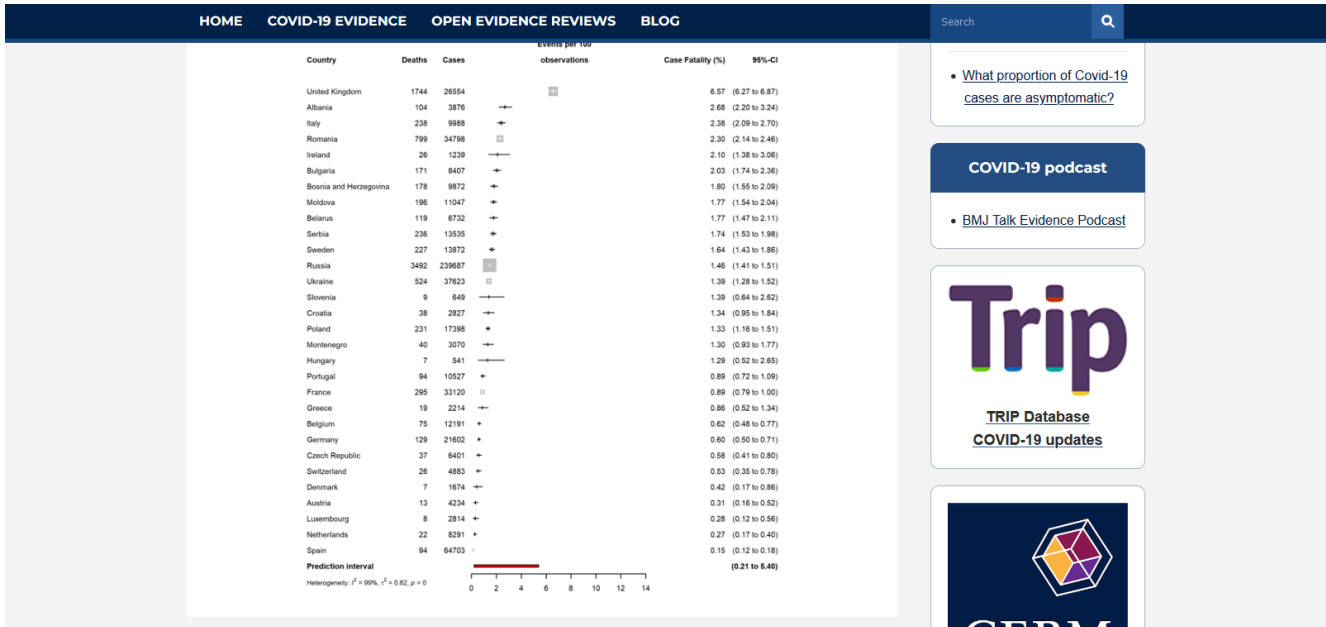 HOME COVID-19 EVIDENCE OPEN EVIDENCE REVIEWS BLOG Search
Events per 100
Country Deaths Cases observations Case Fatality (%) 95%-CI
United Kingdom 1744 26554 6.57 (6.27 to 6.87)
Albania 104 3876 2.68 (2.20 to 3.24)
Italy 238 9988 2.38 (2.09 to 2.70)
Romania 799 34798 2.30 (2.14 to 2.46)
Ireland 26 1239 2.10 (1.38 to 3.06)
Bulgaria 171 8407 2.03 (1.74 to 2.36)
Bosnia and Herzegovina 178 9872 1.80 (1.55 to 2.09)
Moldova 196 11047 1.77 (1.54 to 2.04)
Belarus 119 6732 1.77 (1.47 to 2.11)
Serbia 236 13535 1.74 (1.53 to 1.98)
Sweden 227 13872 1.64 (1.43 to 1.86)
Russia 3492 239687 1.46 (1.41 to 1.51)
Ukraine 524 37623 1.39 (1.28 to 1.52)
Slovenia 9 649 1.39 (0.64 to 2.62)
Croatia 38 2827 1.34 (0.95 to 1.84)
Poland 231 17398 1.33 (1.16 to 1.51)
Montenegro 40 3070 1.30 (0.93 to 1.77)
Hungary 7 541 1.29 (0.52 to 2.65)
Portugal 94 10527 0.89 (0.72 to 1.09)
France 295 33120 0.89 (0.79 to 1.00)
Greece 19 2214 0.86 (0.52 to 1.34)
Belgium 75 12191 0.62 (0.48 to 0.77)
Germany 129 21602 0.60 (0.50 to 0.71)
Czech Republic 37 6401 0.58 (0.41 to 0.80)
Switzerland 26 4883 0.53 (0.35 to 0.78)
Denmark 7 1674 0.42 (0.17 to 0.86)
Austria 13 4234 0.31 (0.16 to 0.52)
Luxembourg 8 2814 0.28 (0.12 to 0.56)
Netherlands 22 8291 0.27 (0.17 to 0.40)
Spain 94 64703 0.15 (0.12 to 0.18)
Prediction interval (0.21 to 5.40)
Heterogeneity: I² = 99%, τ² = 0.62, p = 0
0 2 4 6 8 10 12 14
• What proportion of Covid-19
cases are asymptomatic?
COVID-19 podcast
• BMJ Talk Evidence Podcast
Trip
TRIP Database
COVID-19 updates
CEBM